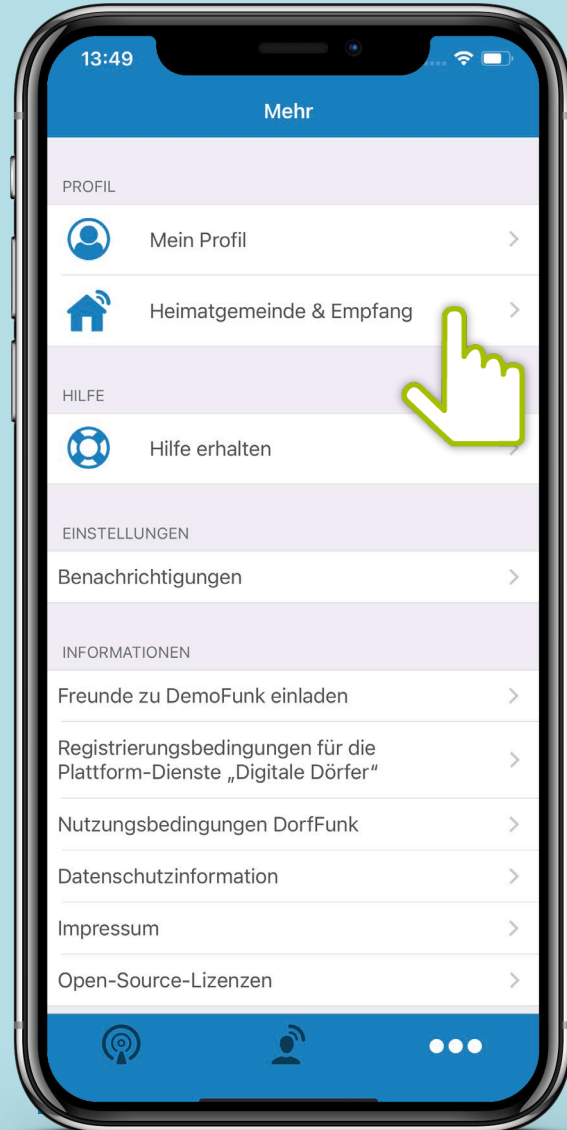 13:49
Mehr
PROFIL
Mein Profil
Heimatgemeinde & Empfang
HILFE
Hilfe erhalten
EINSTELLUNGEN
Benachrichtigungen
INFORMATIONEN
Freunde zu DemoFunk einladen
Registrierungsbedingungen für die
Plattform-Dienste „Digitale Dörfer“
Nutzungsbedingungen DorfFunk
Datenschutzinformation
Impressum
Open-Source-Lizenzen